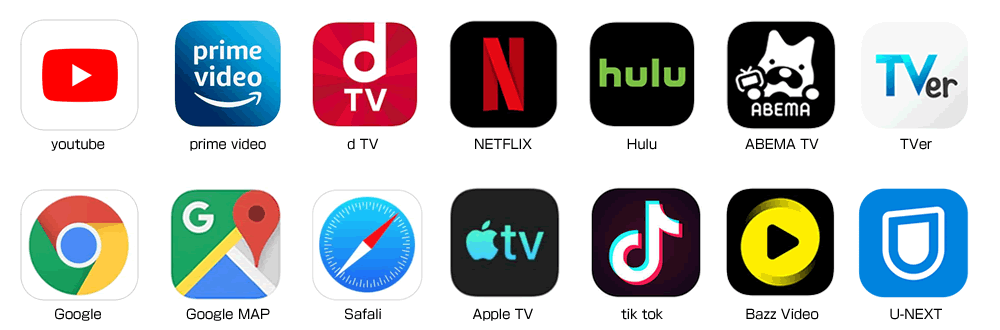 prime
video
d
TV
N
hulu
ABEMA
TVer
youtube
prime video
d TV
NETFLIX
Hulu
ABEMA TV
TVer
G
tv
Google
Google MAP
Safali
Apple TV
tik tok
Bazz Video
U-NEXT